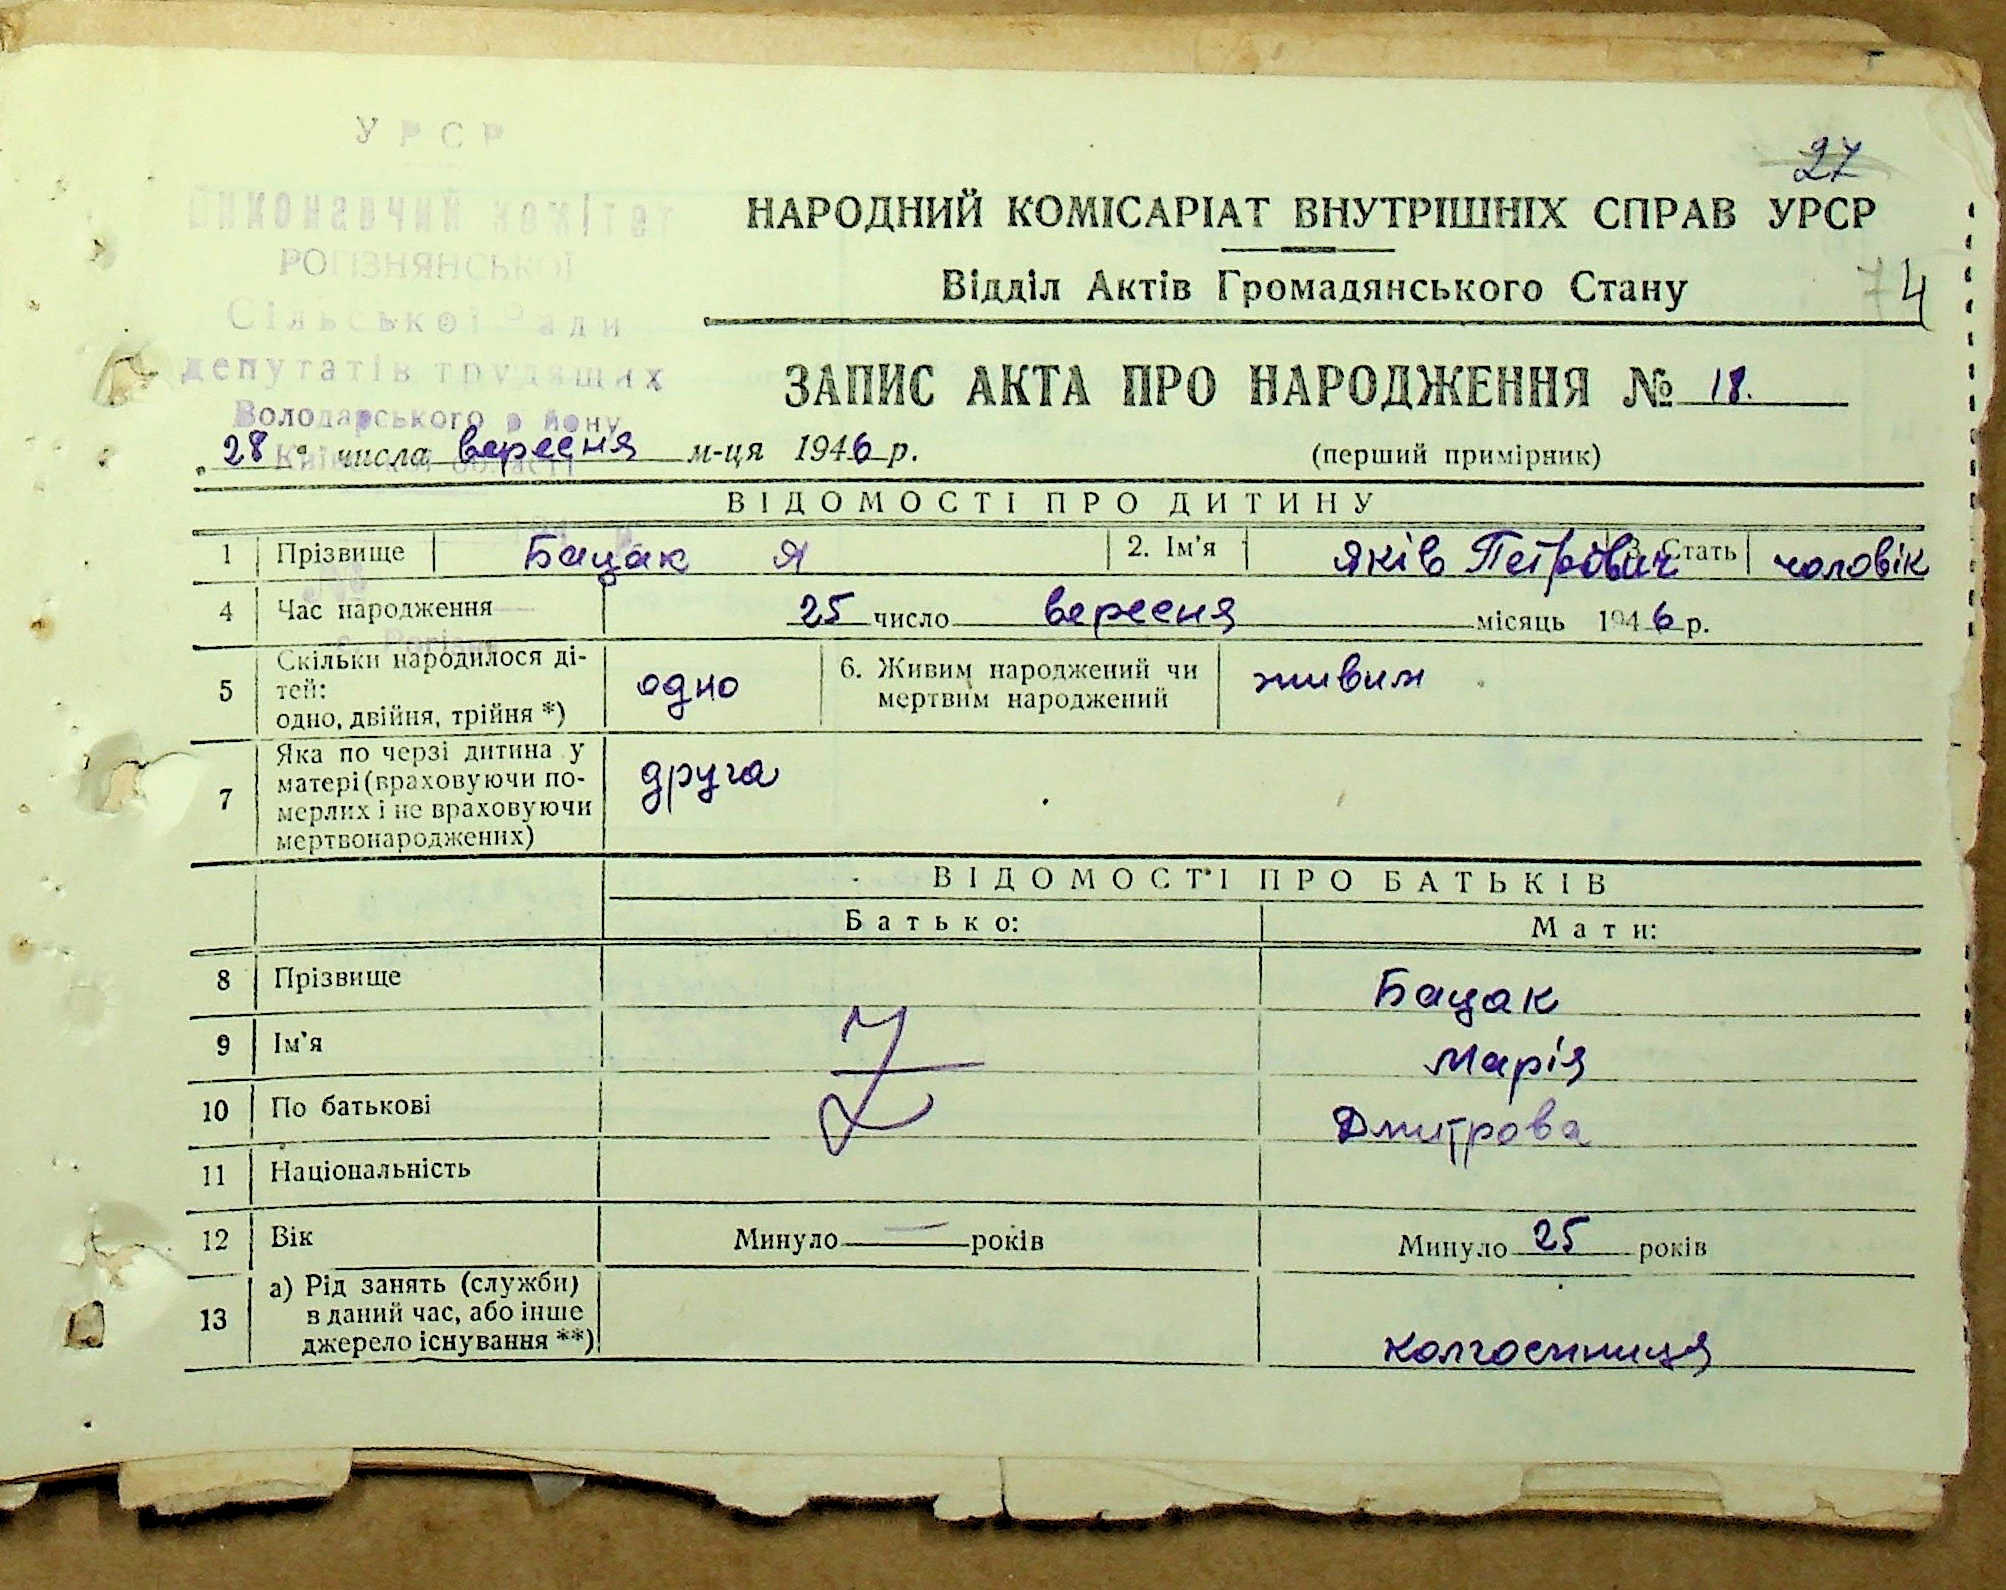 УРСР
27
Виконавчий комітет
НАРОДНИЙ КОМІСАРІАТ ВНУТРІШНІХ СПРАВ УРСР
РОГІЗНЯНСЬКОЇ
Відділ Актів Громадянського Стану
74
Сільської Ради
депутатів трудящих
ЗАПИС АКТА ПРО НАРОДЖЕННЯ № 18.
Володарського району
Київської області
„28“ числа вересня м-ця 1946 р.
(перший примірник)
ВІДОМОСТІ ПРО ДИТИНУ
1 Прізвище Бацак Я 2. Ім'я Яків Петрович 3. Стать чоловік
4 Час народження 25 число вересня місяць 1946 р.
с. Рогізна
5 Скільки народилося ді-
тей:
одно, двійня, трійня *) одно
6. Живим народжений чи
мертвим народжений живим
7 Яка по черзі дитина у
матері (враховуючи по-
мерлих і не враховуючи
мертвонароджених) друга
ВІДОМОСТІ ПРО БАТЬКІВ
Батько: Мати:
8 Прізвище Бацак
9 Ім'я Марія
10 По батькові Дмитрова
11 Національність
12 Вік Минуло — років Минуло 25 років
13 а) Рід занять (служби)
в даний час, або інше
джерело існування **) колгоспниця